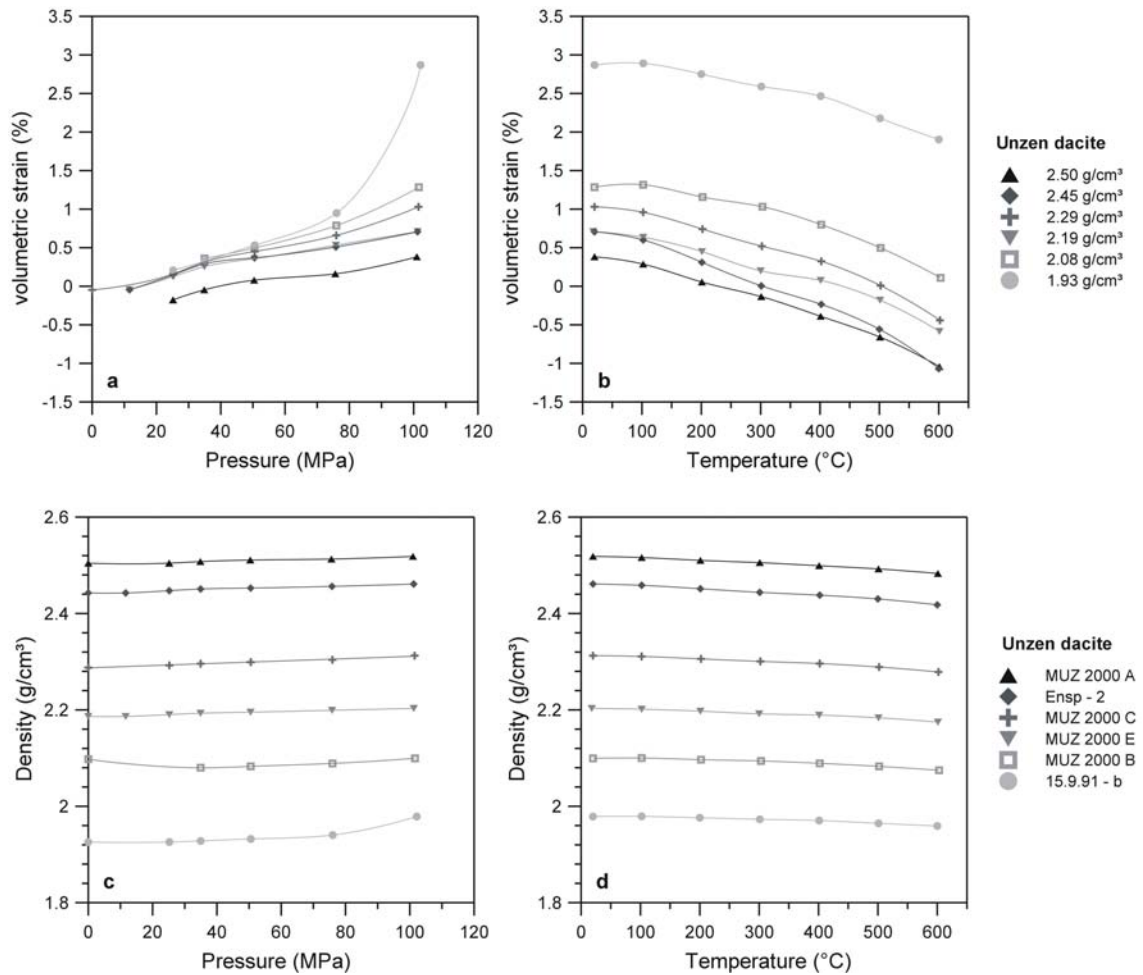 3.5
3
2.5
2
1.5
1
0.5
0
-0.5
-1
-1.5
volumetric strain (%)
a
0 20 40 60 80 100 120
Pressure (MPa)
3.5
3
2.5
2
1.5
1
0.5
0
-0.5
-1
-1.5
volumetric strain (%)
b
0 100 200 300 400 500 600
Temperature (°C)
Unzen dacite
2.50 g/cm³
2.45 g/cm³
2.29 g/cm³
2.19 g/cm³
2.08 g/cm³
1.93 g/cm³
2.6
2.4
2.2
2
1.8
Density (g/cm³)
c
0 20 40 60 80 100 120
Pressure (MPa)
2.6
2.4
2.2
2
1.8
Density (g/cm³)
d
0 100 200 300 400 500 600
Temperature (°C)
Unzen dacite
MUZ 2000 A
Ensp - 2
MUZ 2000 C
MUZ 2000 E
MUZ 2000 B
15.9.91 - b